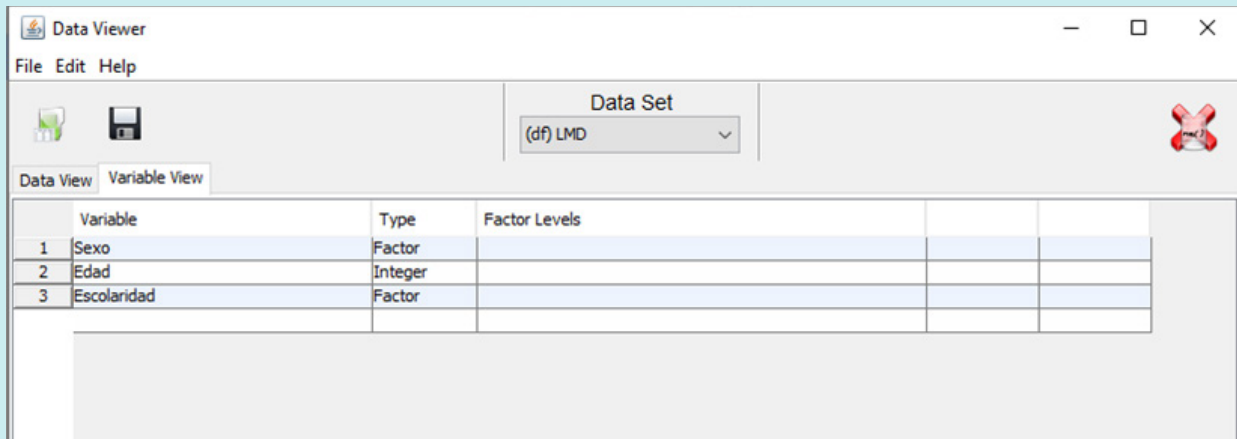 Data Viewer
File Edit Help
Data Set
(df) LMD
Data View Variable View
Variable Type Factor Levels
1 Sexo Factor
2 Edad Integer
3 Escolaridad Factor